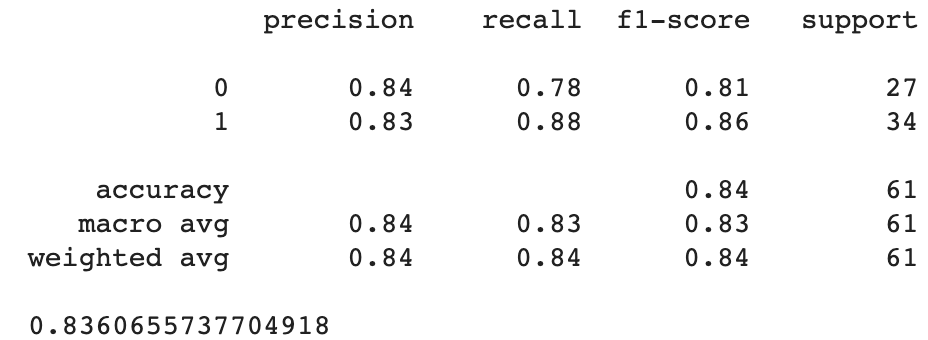 precision recall f1-score support
0 0.84 0.78 0.81 27
1 0.83 0.88 0.86 34
accuracy 0.84 61
macro avg 0.84 0.83 0.83 61
weighted avg 0.84 0.84 0.84 61
0.8360655737704918